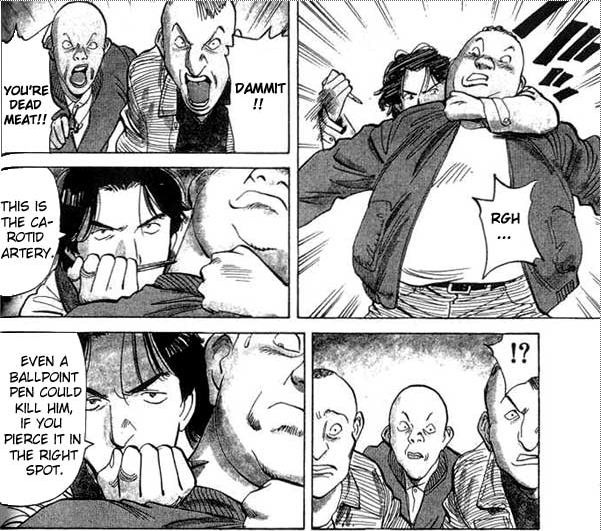 RGH
...
DAMMIT
!!
YOU'RE
DEAD
MEAT!!
THIS IS
THE CA-
ROTID
ARTERY.
!?
EVEN A
BALLPOINT
PEN COULD
KILL HIM,
IF YOU
PIERCE IT IN
THE RIGHT
SPOT.